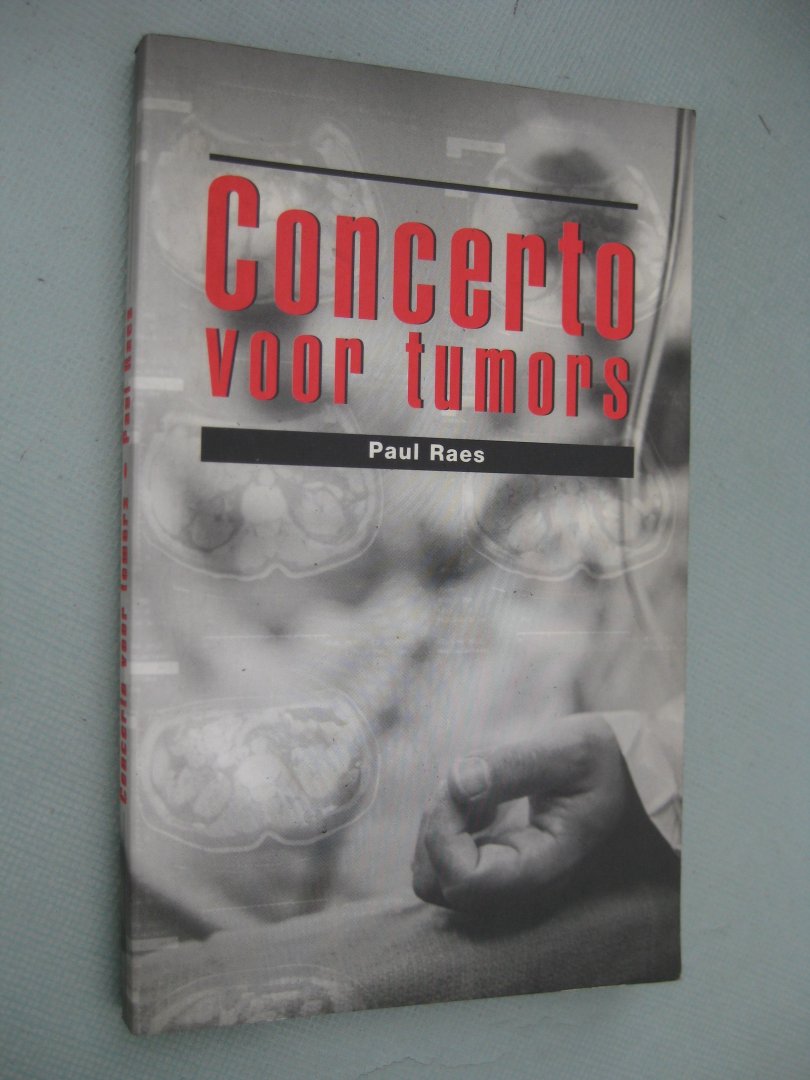 Concerto
voor tumors
Paul Raes
Concerto voor tumors - Paul Raes